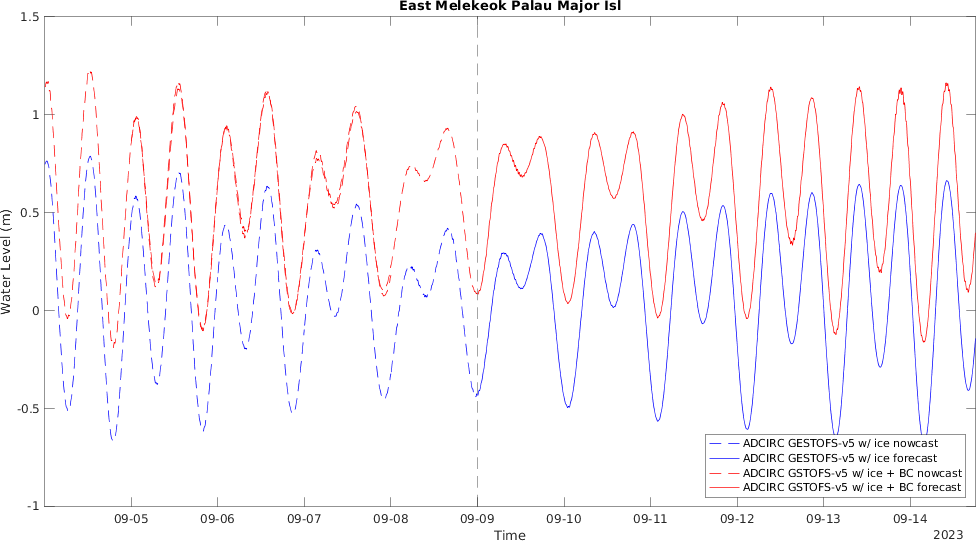 East Melekeok Palau Major Isl
1.5
1
0.5
0
-0.5
-1
Water Level (m)
ADCIRC GESTOFS-v5 w/ ice nowcast
ADCIRC GESTOFS-v5 w/ ice forecast
ADCIRC GSTOFS-v5 w/ ice + BC nowcast
ADCIRC GSTOFS-v5 w/ ice + BC forecast
09-05 09-06 09-07 09-08 09-09 09-10 09-11 09-12 09-13 09-14
Time
2023